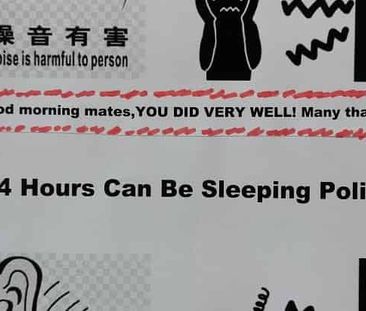 噪音有害
oise is harmful to person
od morning mates,YOU DID VERY WELL! Many tha
4 Hours Can Be Sleeping Poli